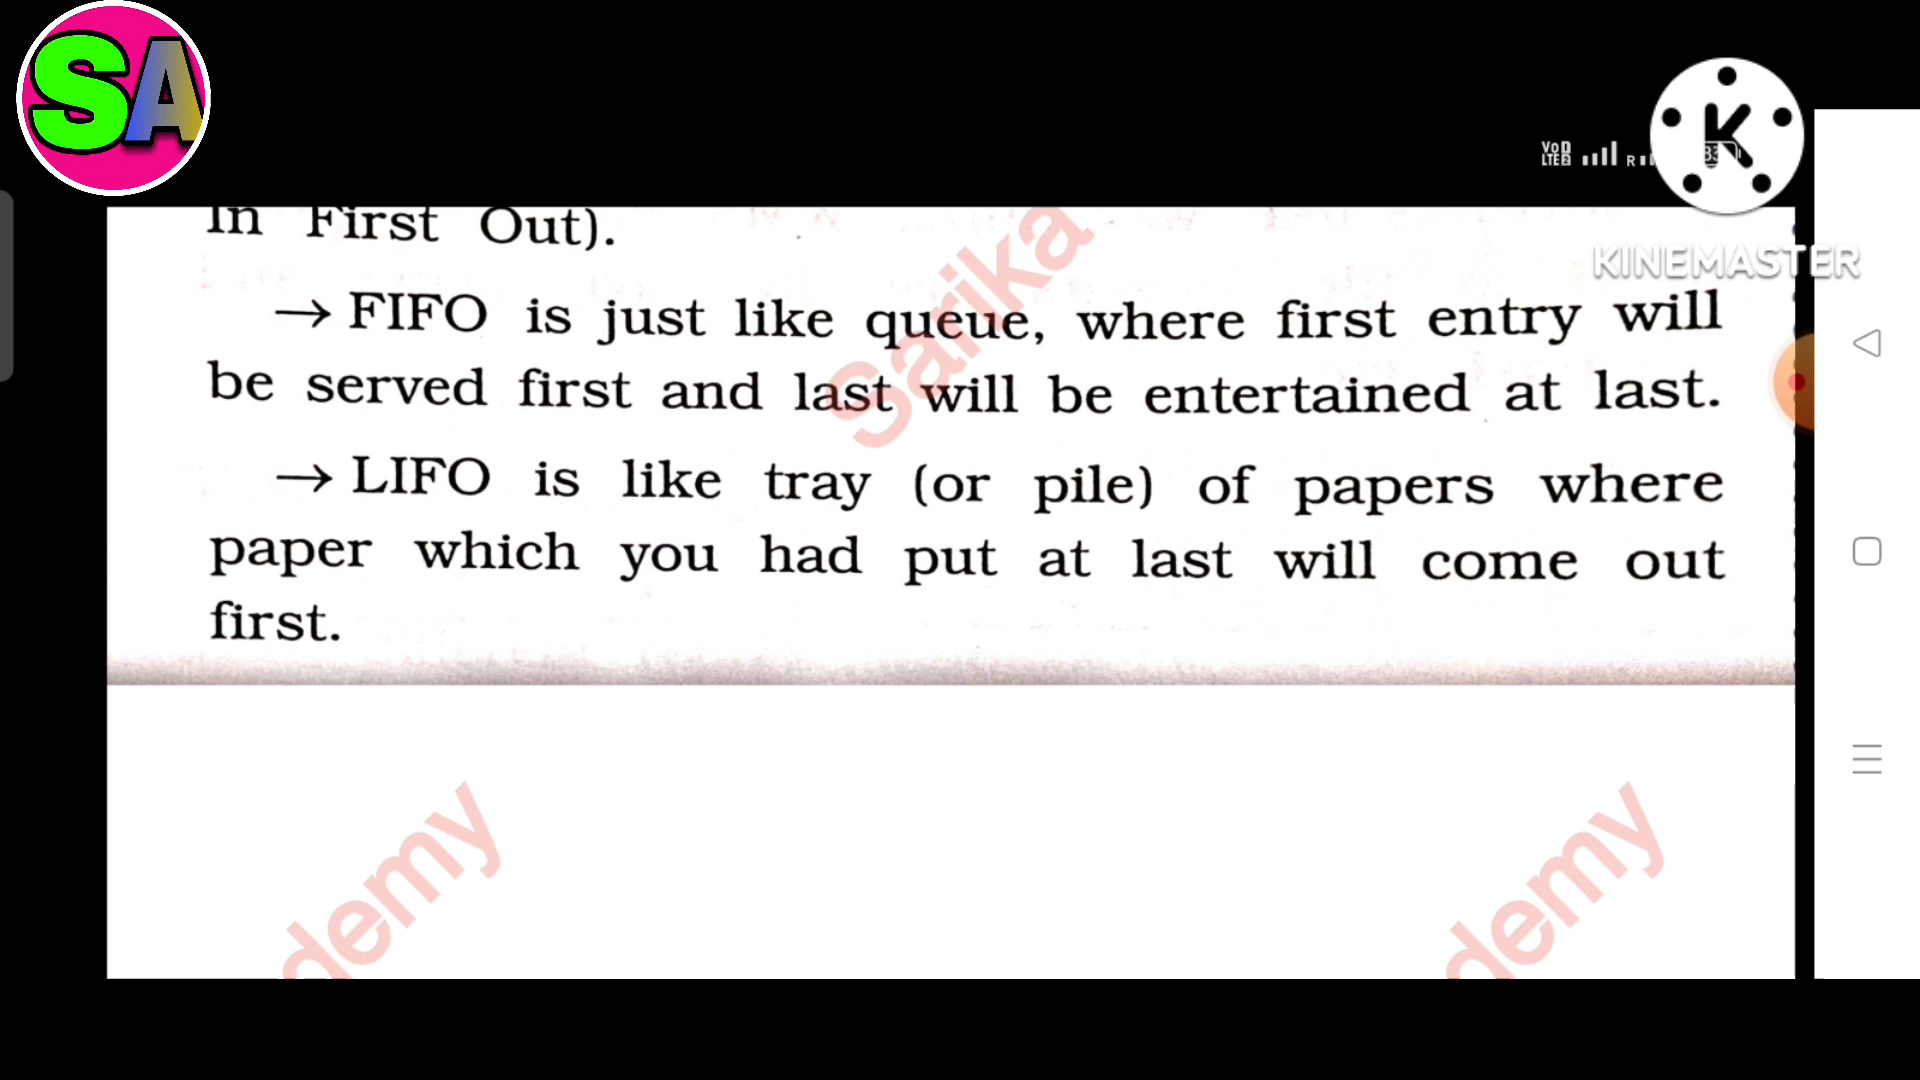 SA
VoD
LTE2
R
K
KINEMASTER
In First Out).
→ FIFO is just like queue, where first entry will
be served first and last will be entertained at last.
→ LIFO is like tray (or pile) of papers where
paper which you had put at last will come out
first.
Sarika
demy
demy